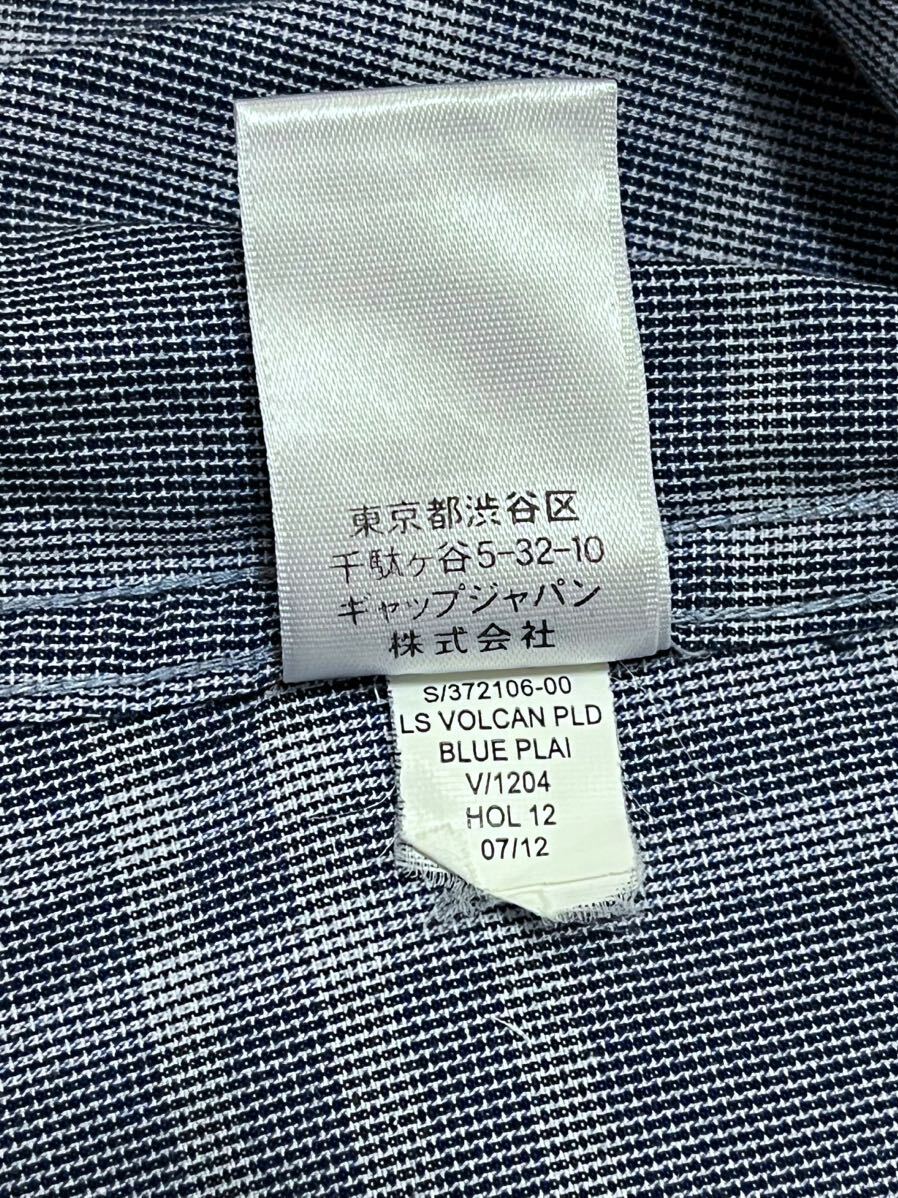 東京都渋谷区
千駄ヶ谷5-32-10
ギャップジャパン
株式会社
S/372106-00
LS VOLCAN PLD
BLUE PLAI
V/1204
HOL 12
07/12